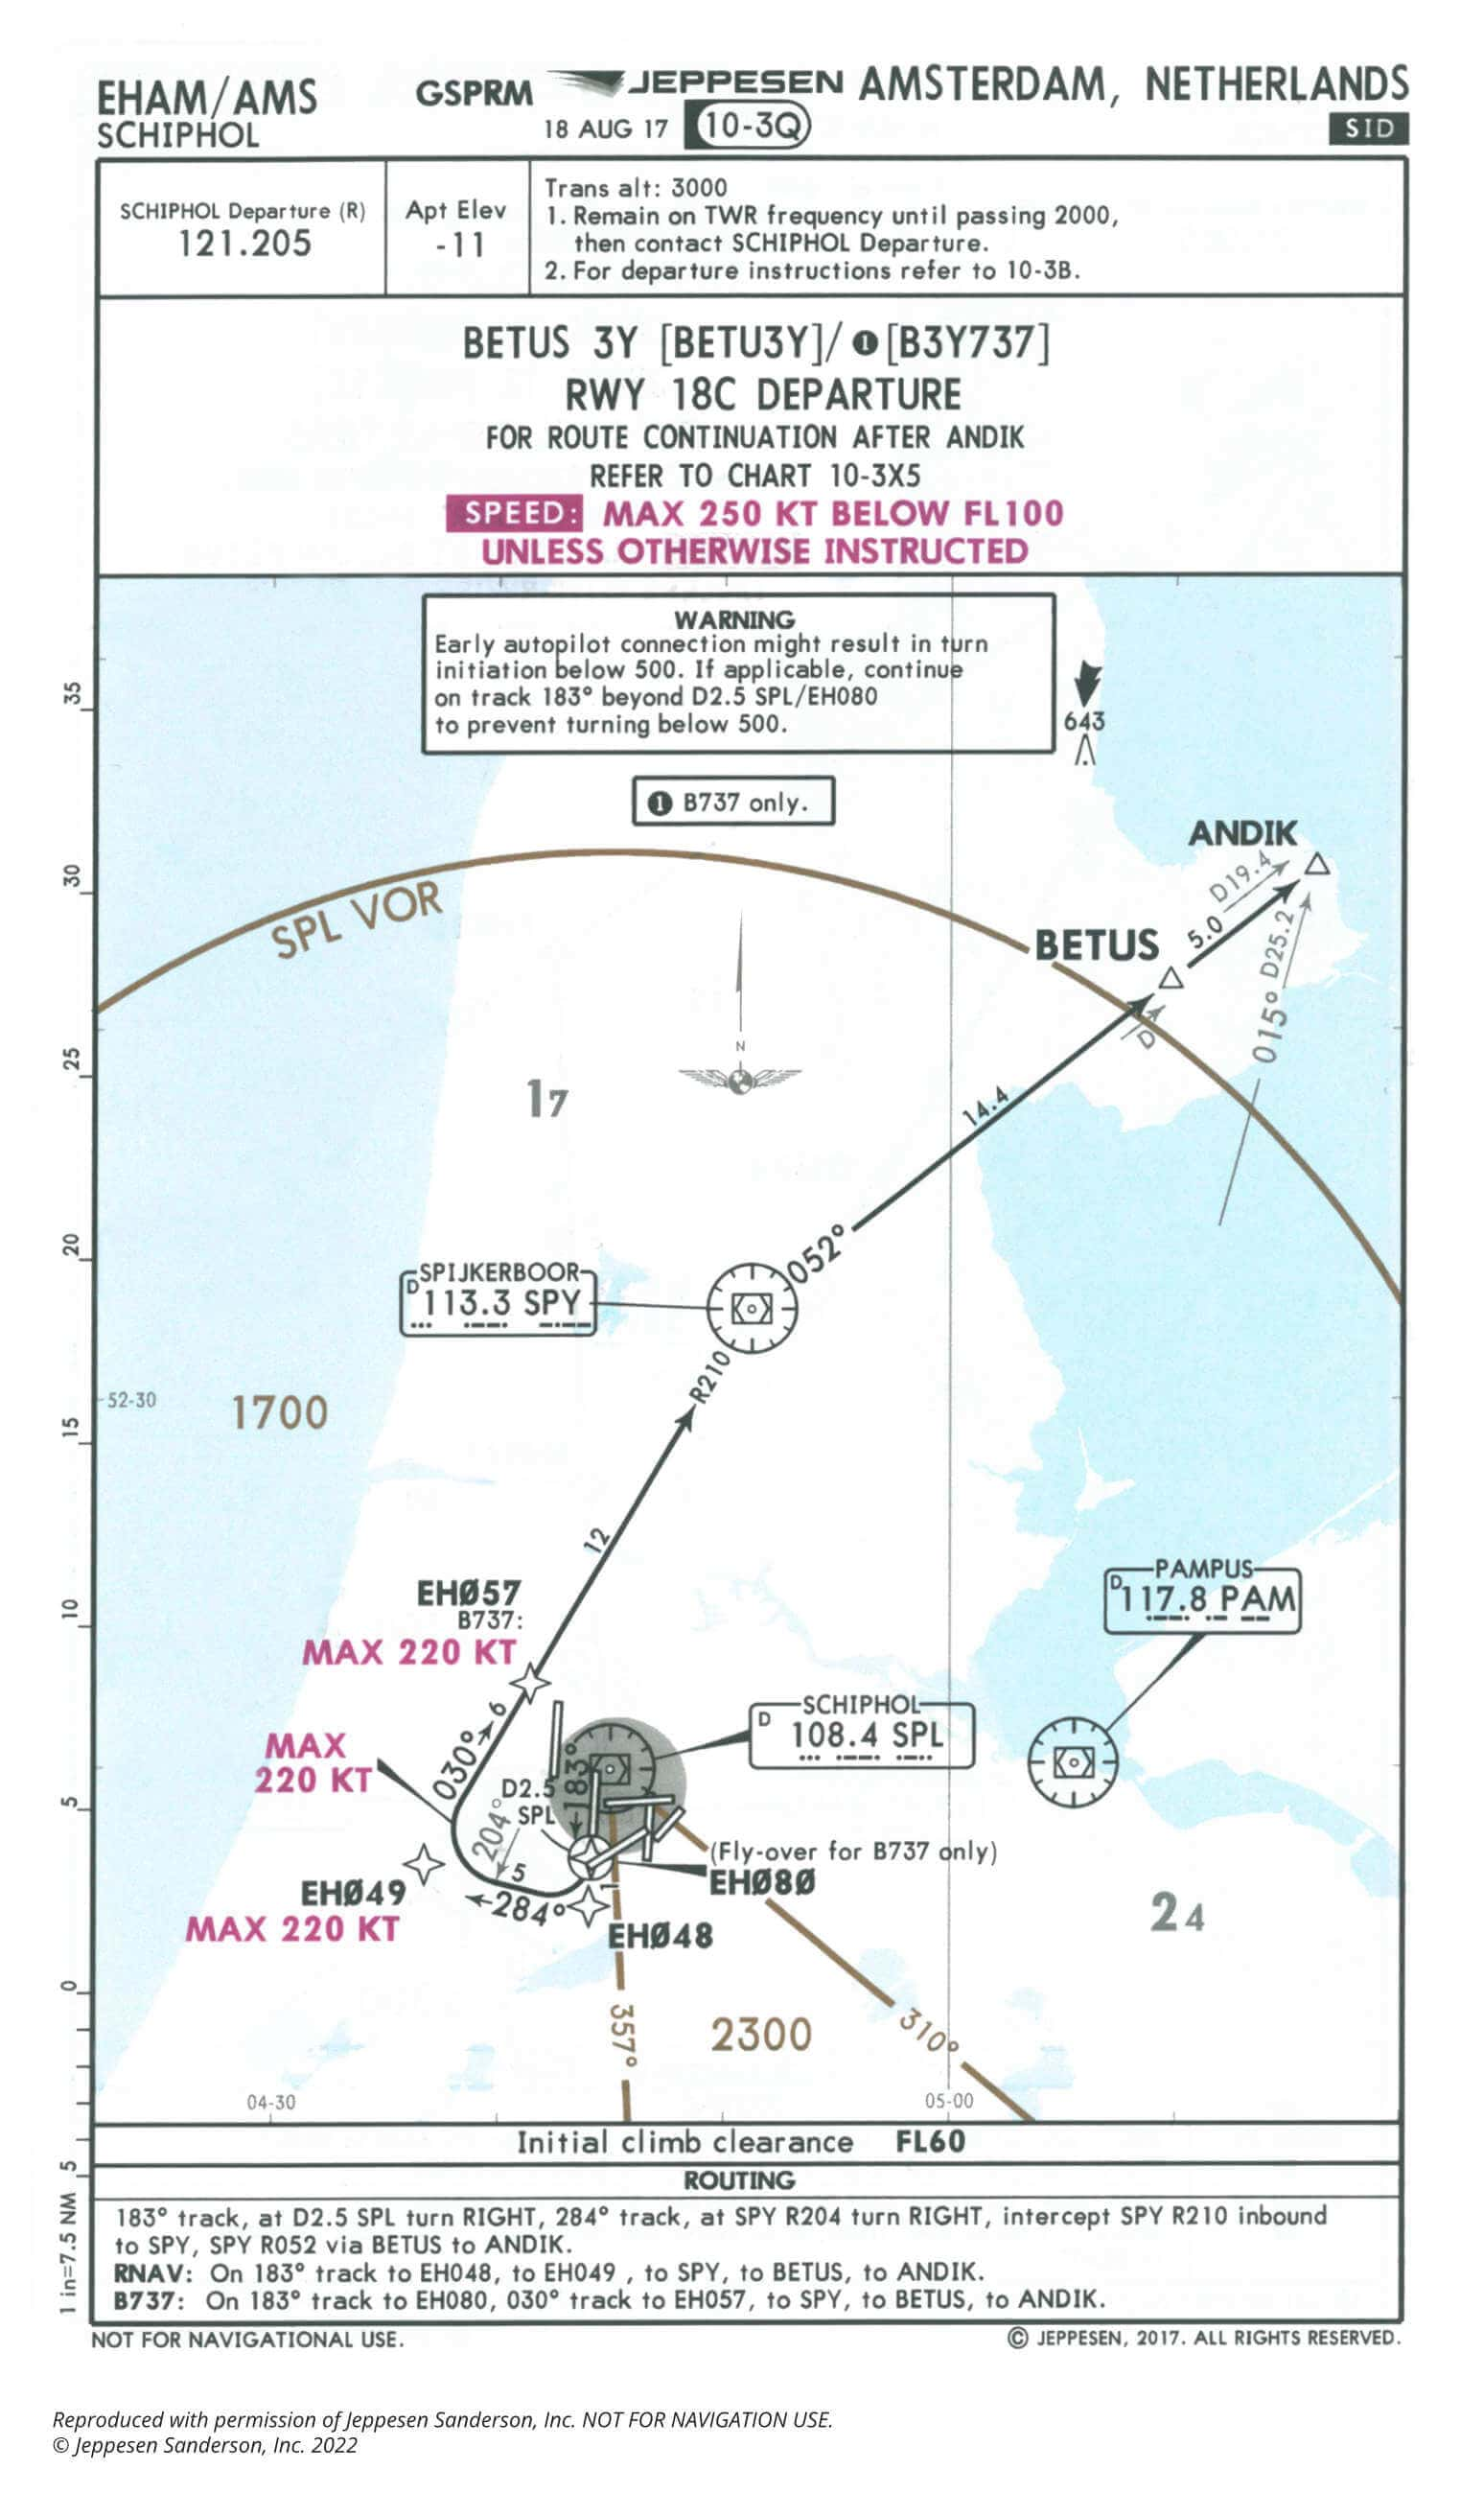 EHAM/AMS
SCHIPHOL
GSPRM
JEPPESEN
18 AUG 17
10-3Q
AMSTERDAM, NETHERLANDS
SID
SCHIPHOL Departure (R)
121.205
Apt Elev
-11
Trans alt: 3000
1. Remain on TWR frequency until passing 2000,
then contact SCHIPHOL Departure.
2. For departure instructions refer to 10-3B.
BETUS 3Y [BETU3Y]/ ❶ [B3Y737]
RWY 18C DEPARTURE
FOR ROUTE CONTINUATION AFTER ANDIK
REFER TO CHART 10-3X5
SPEED: MAX 250 KT BELOW FL100
UNLESS OTHERWISE INSTRUCTED
WARNING
Early autopilot connection might result in turn
initiation below 500. If applicable, continue
on track 183° beyond D2.5 SPL/EH080
to prevent turning below 500.
643
❶ B737 only.
35
30
25
20
15
10
5
0
5
1 in=7.5 NM
ANDIK
D19.4
5.0
015° D25.2
SPL VOR
BETUS
D
N
17
14.4
052°
SPIJKERBOOR
D
113.3 SPY
R210
52-30
1700
12
EHØ57
B737:
MAX 220 KT
PAMPUS
D
117.8 PAM
SCHIPHOL
D
108.4 SPL
MAX
220 KT
030°
6
183°
D2.5
SPL
204°
5
284°
1
(Fly-over for B737 only)
EHØ80
EHØ49
MAX 220 KT
EHØ48
24
357°
2300
310°
04-30
05-00
Initial climb clearance FL60
ROUTING
183° track, at D2.5 SPL turn RIGHT, 284° track, at SPY R204 turn RIGHT, intercept SPY R210 inbound
to SPY, SPY R052 via BETUS to ANDIK.
RNAV: On 183° track to EH048, to EH049 , to SPY, to BETUS, to ANDIK.
B737: On 183° track to EH080, 030° track to EH057, to SPY, to BETUS, to ANDIK.
NOT FOR NAVIGATIONAL USE.
© JEPPESEN, 2017. ALL RIGHTS RESERVED.
Reproduced with permission of Jeppesen Sanderson, Inc. NOT FOR NAVIGATION USE.
© Jeppesen Sanderson, Inc. 2022